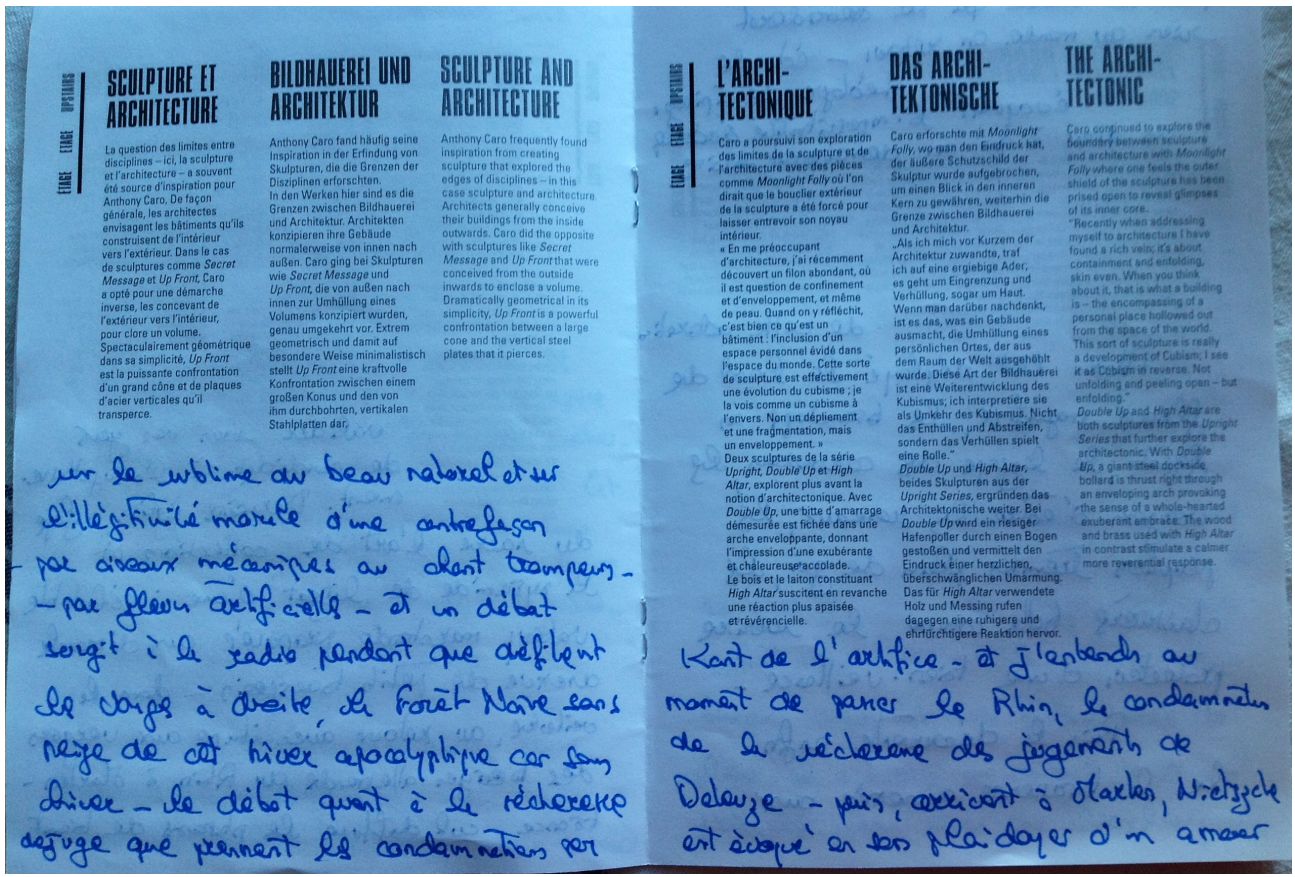 ETAGE ETAGE UPSTAIRS
SCULPTURE ET
ARCHITECTURE
La question des limites entre
disciplines – ici, la sculpture
et l'architecture – a souvent
été source d'inspiration pour
Anthony Caro. De façon
générale, les architectes
envisagent les bâtiments qu'ils
construisent de l'intérieur
vers l'extérieur. Dans le cas
de sculptures comme Secret
Message et Up Front, Caro
a opté pour une démarche
inverse, les concevant de
l'extérieur vers l'intérieur,
pour clore un volume.
Spectaculairement géométrique
dans sa simplicité, Up Front
est la puissante confrontation
d'un grand cône et de plaques
d'acier verticales qu'il
transperce.
BILDHAUEREI UND
ARCHITEKTUR
Anthony Caro fand häufig seine
Inspiration in der Erfindung von
Skulpturen, die die Grenzen der
Disziplinen erforschten.
In den Werken hier sind es die
Grenzen zwischen Bildhauerei
und Architektur. Architekten
konzipieren ihre Gebäude
normalerweise von innen nach
außen. Caro ging bei Skulpturen
wie Secret Message und
Up Front, die von außen nach
innen zur Umhüllung eines
Volumens konzipiert wurden,
genau umgekehrt vor. Extrem
geometrisch und damit auf
besondere Weise minimalistisch
stellt Up Front eine kraftvolle
Konfrontation zwischen einem
großen Konus und den von
ihm durchbohrten, vertikalen
Stahlplatten dar.
SCULPTURE AND
ARCHITECTURE
Anthony Caro frequently found
inspiration from creating
sculpture that explored the
edges of disciplines – in this
case sculpture and architecture.
Architects generally conceive
their buildings from the inside
outwards. Caro did the opposite
with sculptures like Secret
Message and Up Front that were
conceived from the outside
inwards to enclose a volume.
Dramatically geometrical in its
simplicity, Up Front is a powerful
confrontation between a large
cone and the vertical steel
plates that it pierces.
sur le sublime du beau naturel et sur
l'illégitimité morale d'une contrefaçon
par oiseaux mécaniques au chant trompeurs –
– par fleurs artificielles – et un débat
surgit à la radio pendant que défilent
les Vosges à droite, la Forêt Noire sans
neige de cet hiver apocalyptique car sans
hiver – le débat quant à la sécheresse
de juge que prennent les condamnations par
ETAGE ETAGE UPSTAIRS
L'ARCHI-
TECTONIQUE
Caro a poursuivi son exploration
des limites de la sculpture et de
l'architecture avec des pièces
comme Moonlight Folly où l'on
dirait que le bouclier extérieur
de la sculpture a été forcé pour
laisser entrevoir son noyau
intérieur.
« En me préoccupant
d'architecture, j'ai récemment
découvert un filon abondant, où
il est question de confinement
et d'enveloppement, et même
de peau. Quand on y réfléchit,
c'est bien ce qu'est un
bâtiment : l'inclusion d'un
espace personnel évidé dans
l'espace du monde. Cette sorte
de sculpture est effectivement
une évolution du cubisme ; je
la vois comme un cubisme à
l'envers. Non un dépliement
et une fragmentation, mais
un enveloppement. »
Deux sculptures de la série
Upright, Double Up et High
Altar, explorent plus avant la
notion d'architectonique. Avec
Double Up, une bitte d'amarrage
démesurée est fichée dans une
arche enveloppante, donnant
l'impression d'une exubérante
et chaleureuse accolade.
Le bois et le laiton constituant
High Altar suscitent en revanche
une réaction plus apaisée
et révérencielle.
DAS ARCHI-
TEKTONISCHE
Caro erforschte mit Moonlight
Folly, wo man den Eindruck hat,
der äußere Schutzschild der
Skulptur wurde aufgebrochen,
um einen Blick in den inneren
Kern zu gewähren, weiterhin die
Grenze zwischen Bildhauerei
und Architektur.
„Als ich mich vor Kurzem der
Architektur zuwandte, traf
ich auf eine ergiebige Ader,
es geht um Eingrenzung und
Verhüllung, sogar um Haut.
Wenn man darüber nachdenkt,
ist es das, was ein Gebäude
ausmacht, die Umhüllung eines
persönlichen Ortes, der aus
dem Raum der Welt ausgehöhlt
wurde. Diese Art der Bildhauerei
ist eine Weiterentwicklung des
Kubismus; ich interpretiere sie
als Umkehr des Kubismus. Nicht
das Enthüllen und Abstreifen,
sondern das Verhüllen spielt
eine Rolle.“
Double Up und High Altar,
beides Skulpturen aus der
Upright Series, ergründen das
Architektonische weiter. Bei
Double Up wird ein riesiger
Hafenpoller durch einen Bogen
gestoßen und vermittelt den
Eindruck einer herzlichen,
überschwänglichen Umarmung.
Das für High Altar verwendete
Holz und Messing rufen
dagegen eine ruhigere und
ehrfürchtigere Reaktion hervor.
THE ARCHI-
TECTONIC
Caro continued to explore the
boundary between sculpture
and architecture with Moonlight
Folly where one feels the outer
shield of the sculpture has been
prised open to reveal glimpses
of its inner core.
"Recently when addressing
myself to architecture I have
found a rich vein; it's about
containment and enfolding,
skin even. When you think
about it, that is what a building
is – the encompassing of a
personal place hollowed out
from the space of the world.
This sort of sculpture is really
a development of Cubism; I see
it as Cubism in reverse. Not
unfolding and peeling open – but
enfolding."
Double Up and High Altar are
both sculptures from the Upright
Series that further explore the
architectonic. With Double
Up, a giant steel dockside
bollard is thrust right through
an enveloping arch provoking
the sense of a whole-hearted
exuberant embrace. The wood
and brass used with High Altar
in contrast stimulate a calmer
more reverential response.
Kant de l'artifice – et j'entends au
moment de passer le Rhin, la condamnation
de la sécheresse des jugements de
Deleuze – puis, arrivant à Marlen, Nietzsche
est évoqué en son plaidoyer d'un amour